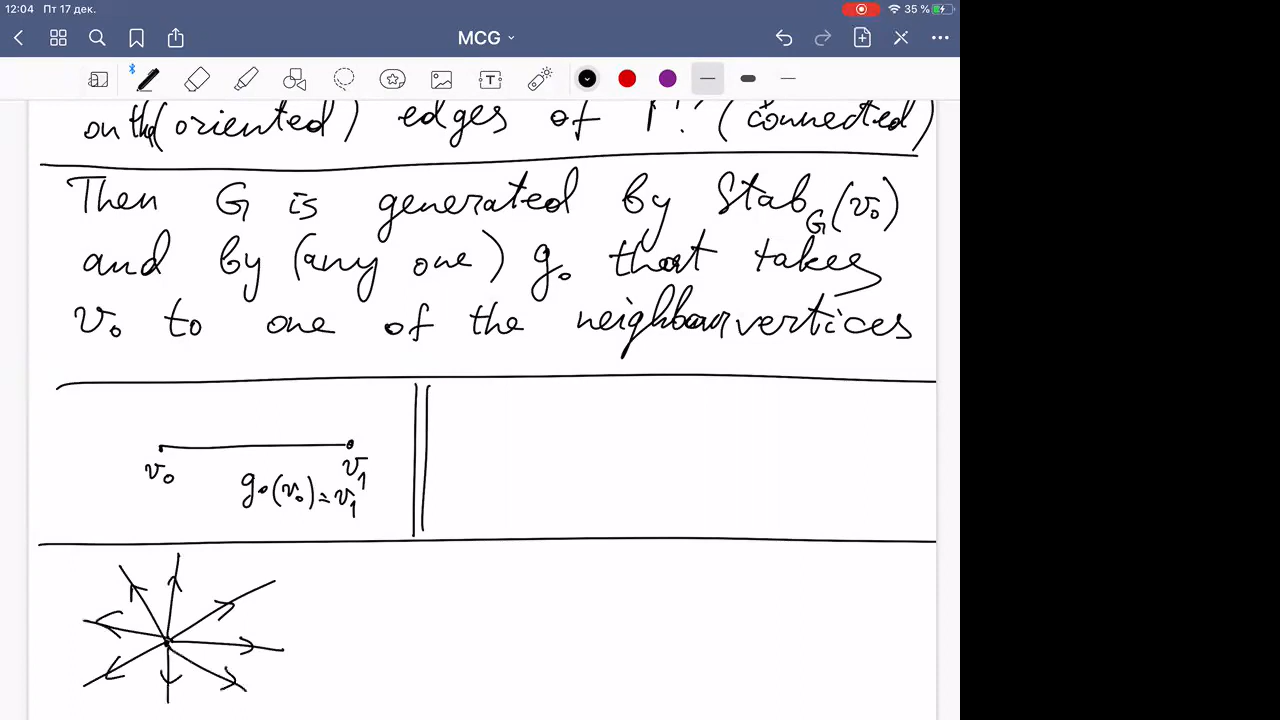 12:04 Пт 17 дек.
35 %
MCG
T
on the (oriented) edges of Γ. (connected)
Then G is generated by Stab_G(v₀)
and by (any one) g₀ that takes
v₀ to one of the neighbour vertices
v₀ v₁
g₀(v₀) = v₁